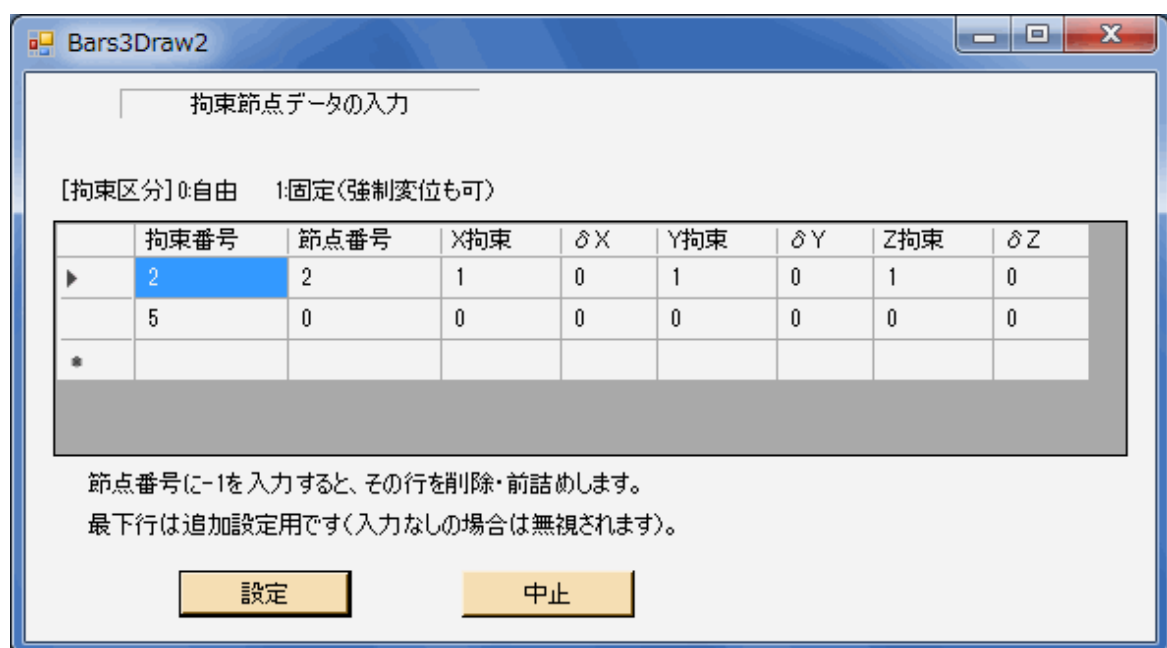 Bars3Draw2
拘束節点データの入力
[拘束区分]0:自由 1:固定(強制変位も可)
拘束番号 節点番号 X拘束 δX Y拘束 δY Z拘束 δZ
2 2 1 0 1 0 1 0
5 0 0 0 0 0 0 0
節点番号に-1を入力すると、その行を削除・前詰めします。
最下行は追加設定用です(入力なしの場合は無視されます)。
設定 中止